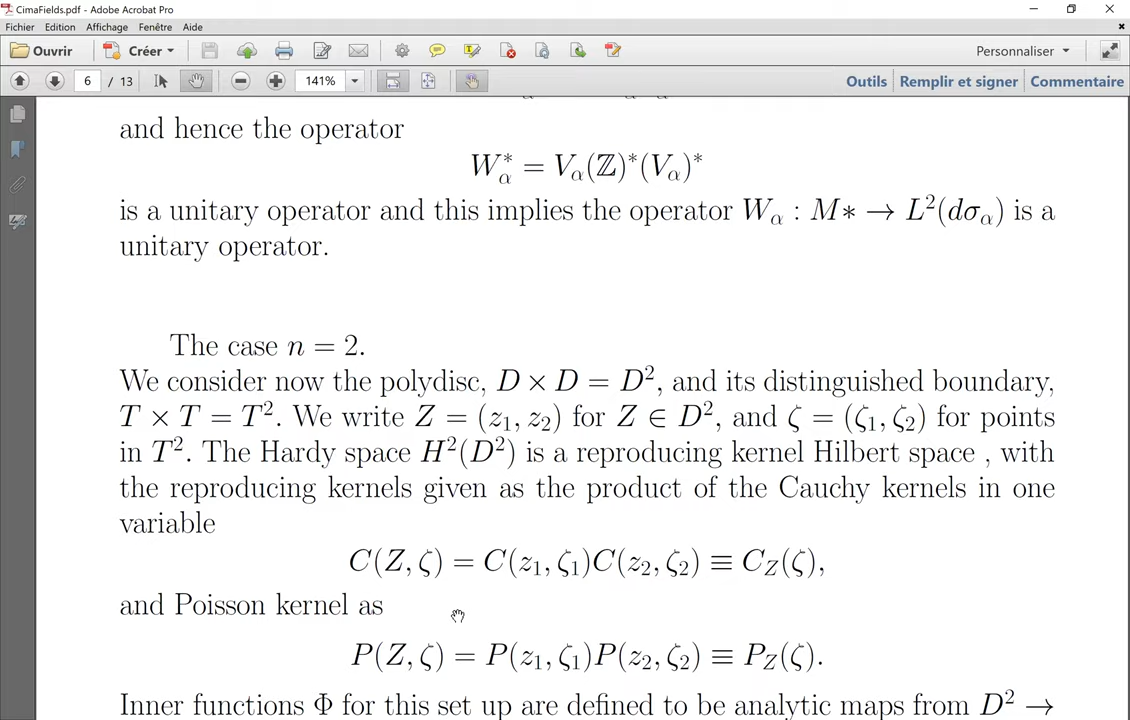 CimaFields.pdf - Adobe Acrobat Pro
Fichier Edition Affichage Fenêtre Aide
Ouvrir Créer Personnaliser
6 / 13 141% Outils Remplir et signer Commentaire
and hence the operator
W*α = Vα(ℤ)*(Vα)*
is a unitary operator and this implies the operator Wα : M∗ → L²(dσα) is a
unitary operator.
The case n = 2.
We consider now the polydisc, D × D = D², and its distinguished boundary,
T × T = T². We write Z = (z₁, z₂) for Z ∈ D², and ζ = (ζ₁, ζ₂) for points
in T². The Hardy space H²(D²) is a reproducing kernel Hilbert space , with
the reproducing kernels given as the product of the Cauchy kernels in one
variable
C(Z, ζ) = C(z₁, ζ₁)C(z₂, ζ₂) ≡ C_Z(ζ),
and Poisson kernel as
P(Z, ζ) = P(z₁, ζ₁)P(z₂, ζ₂) ≡ P_Z(ζ).
Inner functions Φ for this set up are defined to be analytic maps from D² →